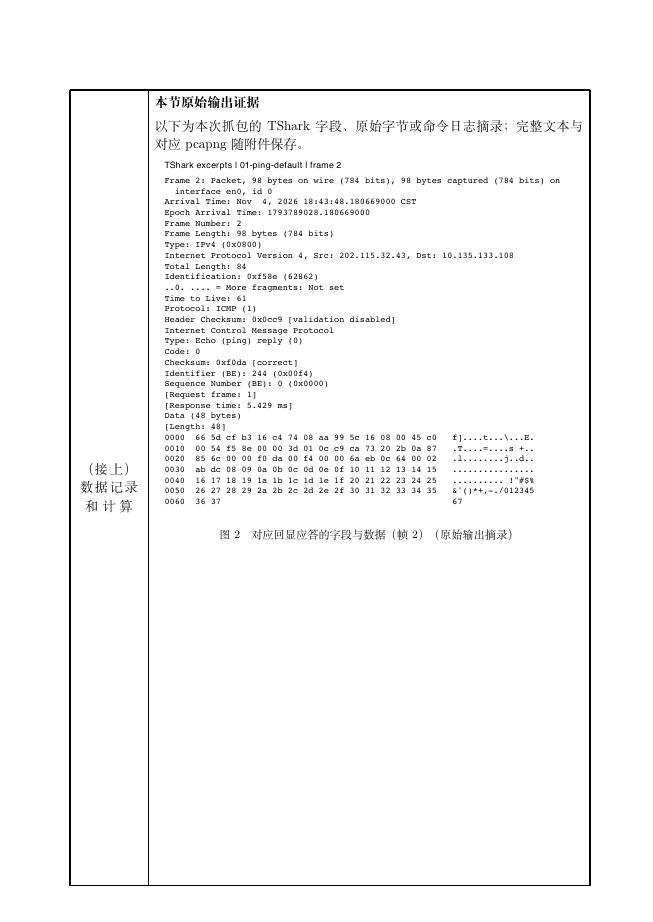 本节原始输出证据
以下为本次抓包的 TShark 字段、原始字节或命令日志摘录；完整文本与
对应 pcapng 随附件保存。
TShark excerpts | 01-ping-default | frame 2
Frame 2: Packet, 98 bytes on wire (784 bits), 98 bytes captured (784 bits) on
interface en0, id 0
Arrival Time: Nov  4, 2026 18:43:48.180669000 CST
Epoch Arrival Time: 1793789028.180669000
Frame Number: 2
Frame Length: 98 bytes (784 bits)
Type: IPv4 (0x0800)
Internet Protocol Version 4, Src: 202.115.32.43, Dst: 10.135.133.108
Total Length: 84
Identification: 0xf58e (62862)
..0. .... = More fragments: Not set
Time to Live: 61
Protocol: ICMP (1)
Header Checksum: 0x0cc9 [validation disabled]
Internet Control Message Protocol
Type: Echo (ping) reply (0)
Code: 0
Checksum: 0xf0da [correct]
Identifier (BE): 244 (0x00f4)
Sequence Number (BE): 0 (0x0000)
[Request frame: 1]
[Response time: 5.429 ms]
Data (48 bytes)
[Length: 48]
0000  66 5d cf b3 16 c4 74 08 aa 99 5c 16 08 00 45 c0   f]....t...\...E.
0010  00 54 f5 8e 00 00 3d 01 0c c9 ca 73 20 2b 0a 87   .T....=....s +..
0020  85 6c 00 00 f0 da 00 f4 00 00 6a eb 0c 64 00 02   .l........j..d..
0030  ab dc 08 09 0a 0b 0c 0d 0e 0f 10 11 12 13 14 15   ................
0040  16 17 18 19 1a 1b 1c 1d 1e 1f 20 21 22 23 24 25   .......... !"#$%
0050  26 27 28 29 2a 2b 2c 2d 2e 2f 30 31 32 33 34 35   &'()*+,-./012345
0060  36 37                                             67
（接上）
数据记录
和计算
图 2　对应回显应答的字段与数据（帧 2）（原始输出摘录）